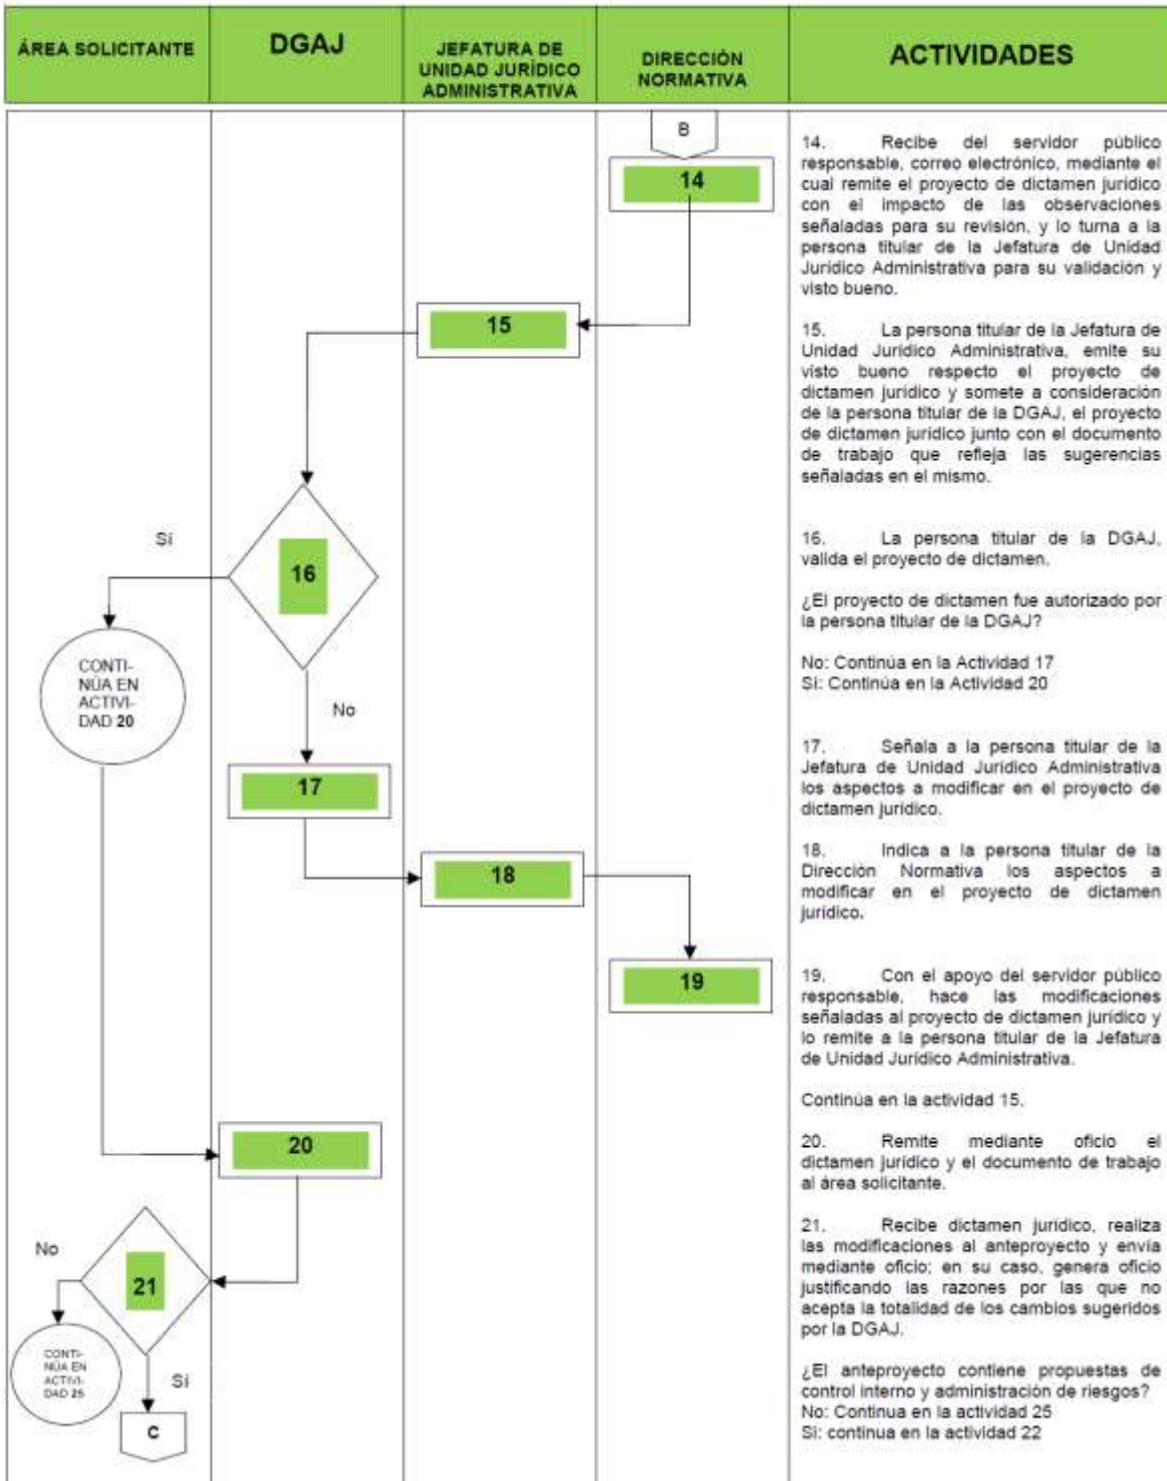 ÁREA SOLICITANTE
DGAJ
JEFATURA DE
UNIDAD JURÍDICO
ADMINISTRATIVA
DIRECCIÓN
NORMATIVA
ACTIVIDADES
B
14
15
Sí
16
CONTI-
NÚA EN
ACTIVI-
DAD 20
No
17
18
19
20
No
21
CONTI-
NÚA EN
ACTIVI-
DAD 25
Sí
C
14. Recibe del servidor público
responsable, correo electrónico, mediante el
cual remite el proyecto de dictamen jurídico
con el impacto de las observaciones
señaladas para su revisión, y lo turna a la
persona titular de la Jefatura de Unidad
Jurídico Administrativa para su validación y
visto bueno.
15. La persona titular de la Jefatura de
Unidad Jurídico Administrativa, emite su
visto bueno respecto el proyecto de
dictamen jurídico y somete a consideración
de la persona titular de la DGAJ, el proyecto
de dictamen jurídico junto con el documento
de trabajo que refleja las sugerencias
señaladas en el mismo.
16. La persona titular de la DGAJ,
valida el proyecto de dictamen.
¿El proyecto de dictamen fue autorizado por
la persona titular de la DGAJ?
No: Continúa en la Actividad 17
Sí: Continúa en la Actividad 20
17. Señala a la persona titular de la
Jefatura de Unidad Jurídico Administrativa
los aspectos a modificar en el proyecto de
dictamen jurídico.
18. Indica a la persona titular de la
Dirección Normativa los aspectos a
modificar en el proyecto de dictamen
jurídico.
19. Con el apoyo del servidor público
responsable, hace las modificaciones
señaladas al proyecto de dictamen jurídico y
lo remite a la persona titular de la Jefatura
de Unidad Jurídico Administrativa.
Continúa en la actividad 15.
20. Remite mediante oficio el
dictamen jurídico y el documento de trabajo
al área solicitante.
21. Recibe dictamen jurídico, realiza
las modificaciones al anteproyecto y envía
mediante oficio; en su caso, genera oficio
justificando las razones por las que no
acepta la totalidad de los cambios sugeridos
por la DGAJ.
¿El anteproyecto contiene propuestas de
control interno y administración de riesgos?
No: Continua en la actividad 25
Si: continua en la actividad 22